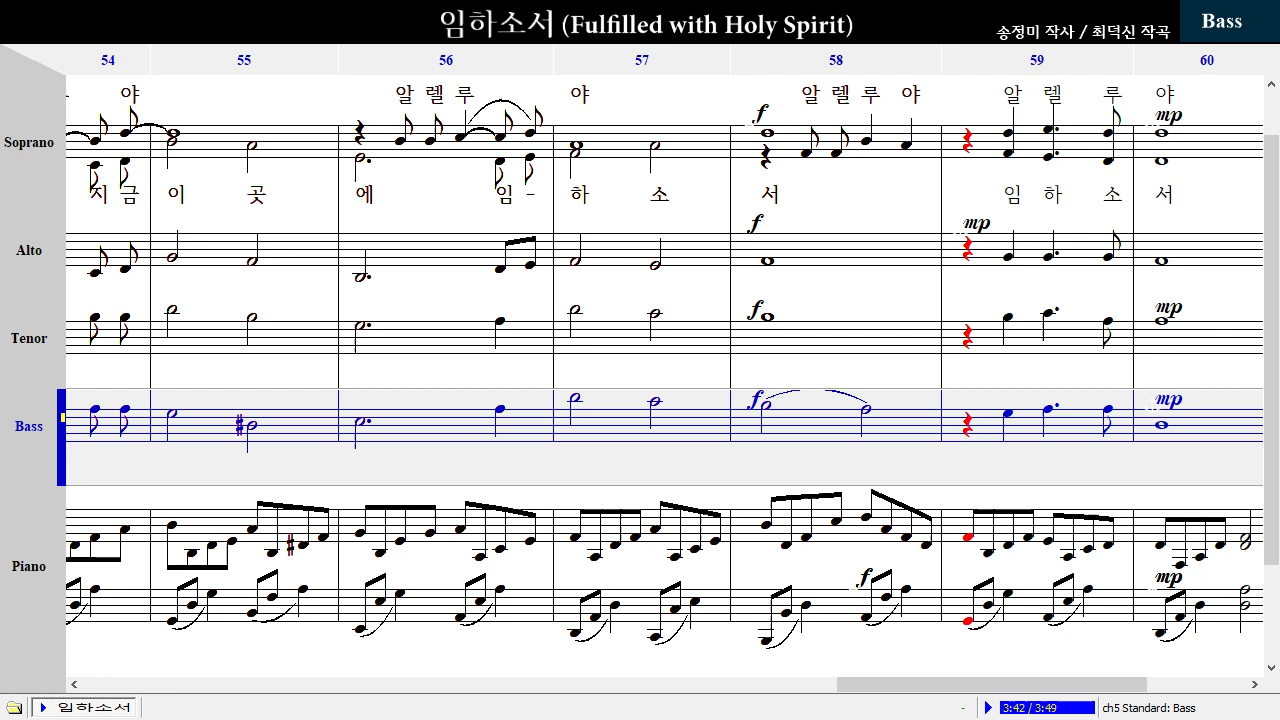 임하소서 (Fulfilled with Holy Spirit)
송정미 작사 / 최덕신 작곡
Bass
54 55 56 57 58 59 60
야 알 렐 루 야 알 렐 루 야 알 렐 루 야
f mp
Soprano
지 금 이 곳 에 임 - 하 소 서 임 하 소 서
f mp
Alto
f mp
Tenor
f mp
Bass
Piano
f mp
임하소서
- 3:42 / 3:49 ch5 Standard: Bass